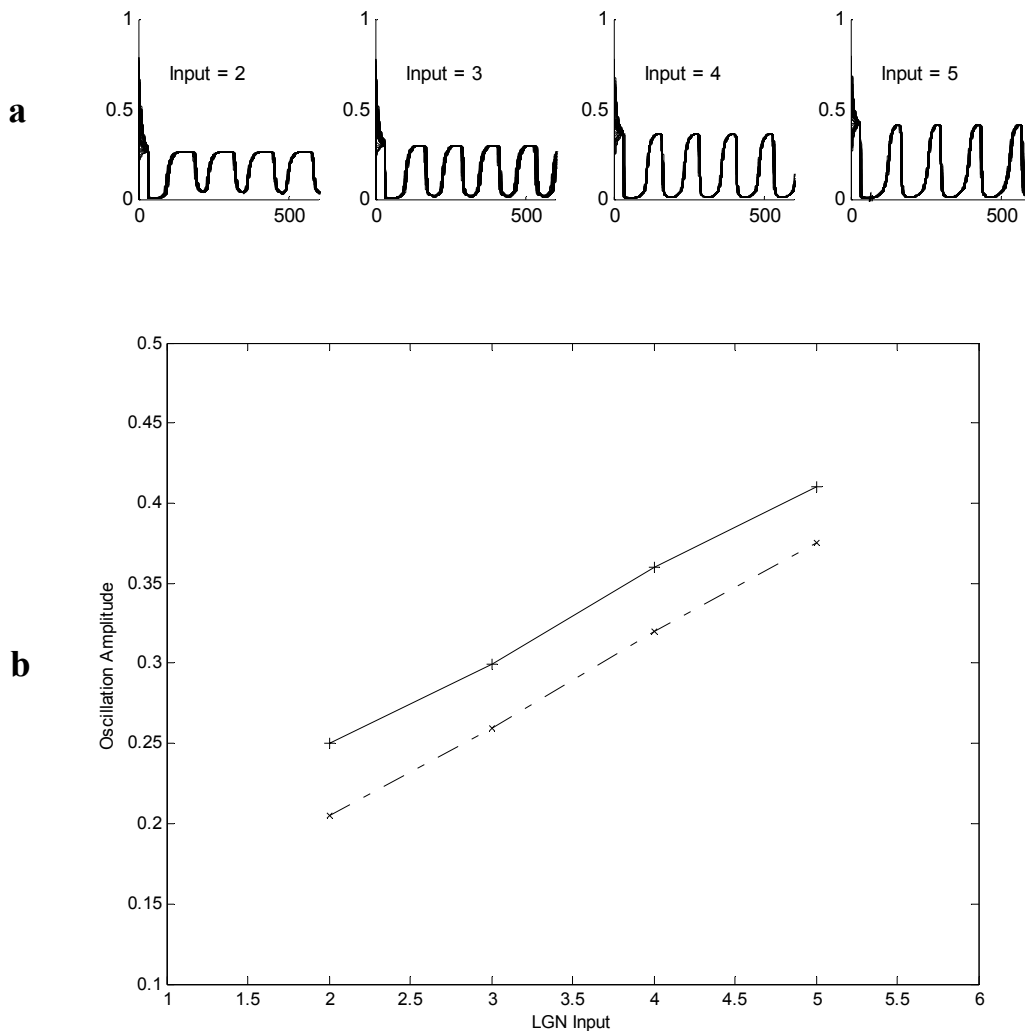 a
1
0.5
0
0 500
Input = 2
1
0.5
0
0 500
Input = 3
1
0.5
0
0 500
Input = 4
1
0.5
0
0 500
Input = 5
b
Oscillation Amplitude
0.5
0.45
0.4
0.35
0.3
0.25
0.2
0.15
0.1
1 1.5 2 2.5 3 3.5 4 4.5 5 5.5 6
LGN Input